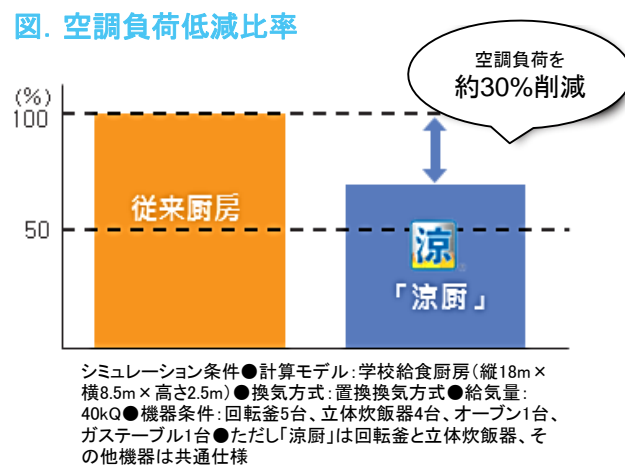 図. 空調負荷低減比率
空調負荷を
約30%削減
(%)
100
従来厨房
50
涼
「涼厨」
シミュレーション条件●計算モデル:学校給食厨房(縦18m×
横8.5m×高さ2.5m)●換気方式:置換換気方式●給気量:
40kQ●機器条件:回転釜5台、立体炊飯器4台、オーブン1台、
ガステーブル1台●ただし「涼厨」は回転釜と立体炊飯器、そ
の他機器は共通仕様